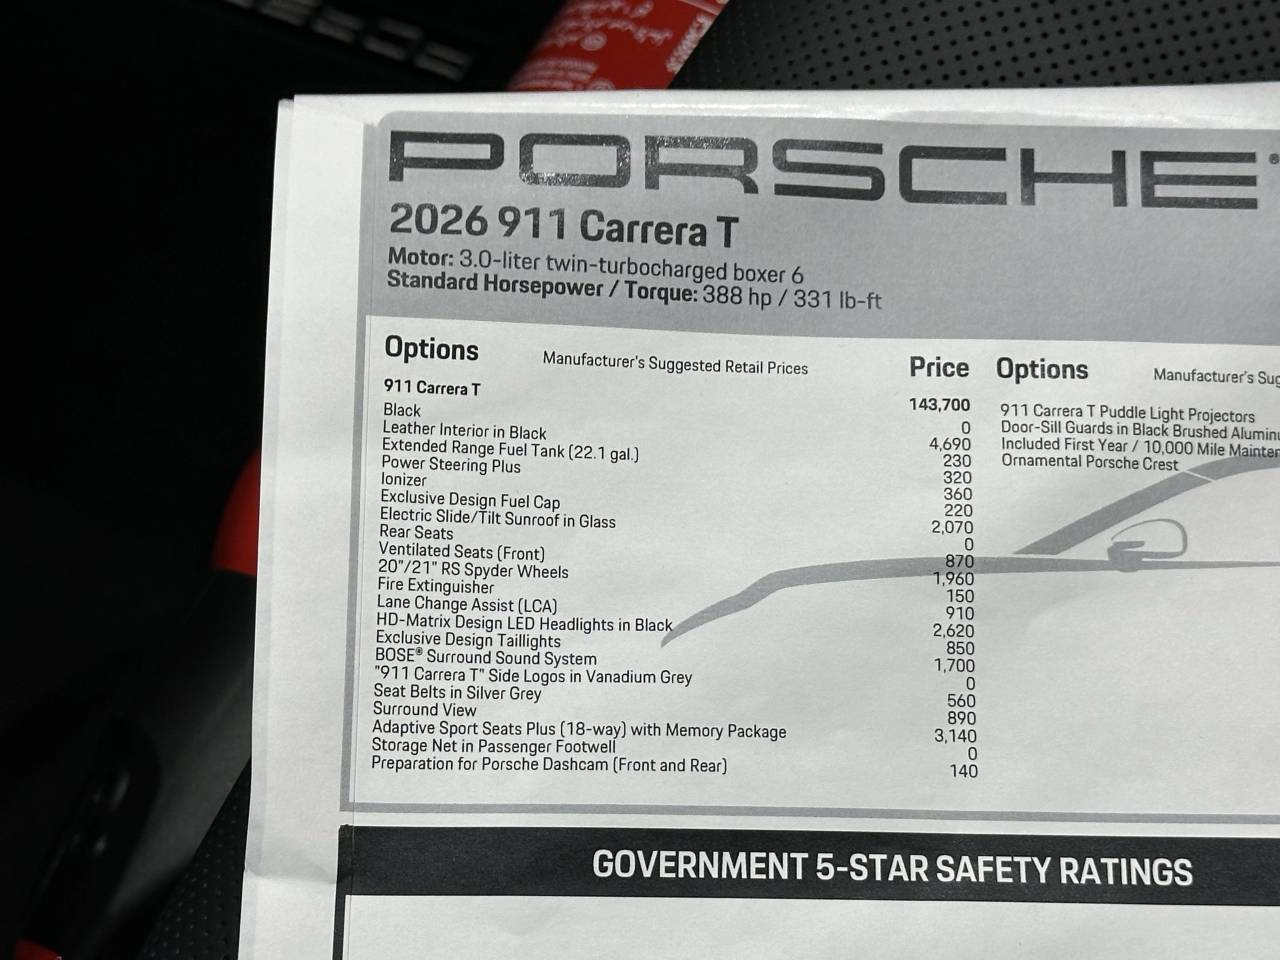 PORSCHE
2026 911 Carrera T
Motor: 3.0-liter twin-turbocharged boxer 6
Standard Horsepower / Torque: 388 hp / 331 lb-ft
Options Manufacturer's Suggested Retail Prices Price
911 Carrera T 143,700
Black 0
Leather Interior in Black 4,690
Extended Range Fuel Tank (22.1 gal.) 230
Power Steering Plus 320
Ionizer 360
Exclusive Design Fuel Cap 220
Electric Slide/Tilt Sunroof in Glass 2,070
Rear Seats 0
Ventilated Seats (Front) 870
20"/21" RS Spyder Wheels 1,960
Fire Extinguisher 150
Lane Change Assist (LCA) 910
HD-Matrix Design LED Headlights in Black 2,620
Exclusive Design Taillights 850
BOSE® Surround Sound System 1,700
"911 Carrera T" Side Logos in Vanadium Grey 0
Seat Belts in Silver Grey 560
Surround View 890
Adaptive Sport Seats Plus (18-way) with Memory Package 3,140
Storage Net in Passenger Footwell 0
Preparation for Porsche Dashcam (Front and Rear) 140
Options Manufacturer's Sug
911 Carrera T Puddle Light Projectors
Door-Sill Guards in Black Brushed Aluminu
Included First Year / 10,000 Mile Mainten
Ornamental Porsche Crest
GOVERNMENT 5-STAR SAFETY RATINGS